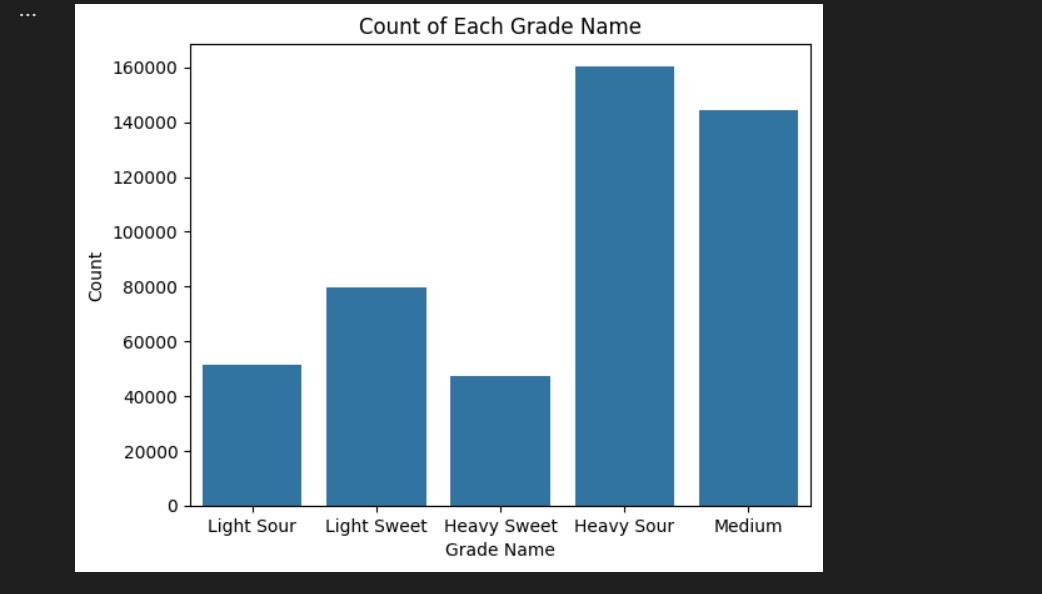 ...
Count of Each Grade Name
160000
140000
120000
100000
80000
60000
40000
20000
0
Count
Light Sour Light Sweet Heavy Sweet Heavy Sour Medium
Grade Name